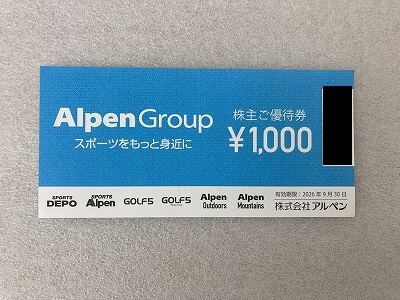 Alpen Group
スポーツをもっと身近に
株主ご優待券
¥1,000
有効期限:2026年9月30日
SPORTS DEPO
SPORTS Alpen
GOLF5
GOLF5
Alpen Outdoors
Alpen Mountains
株式会社アルペン